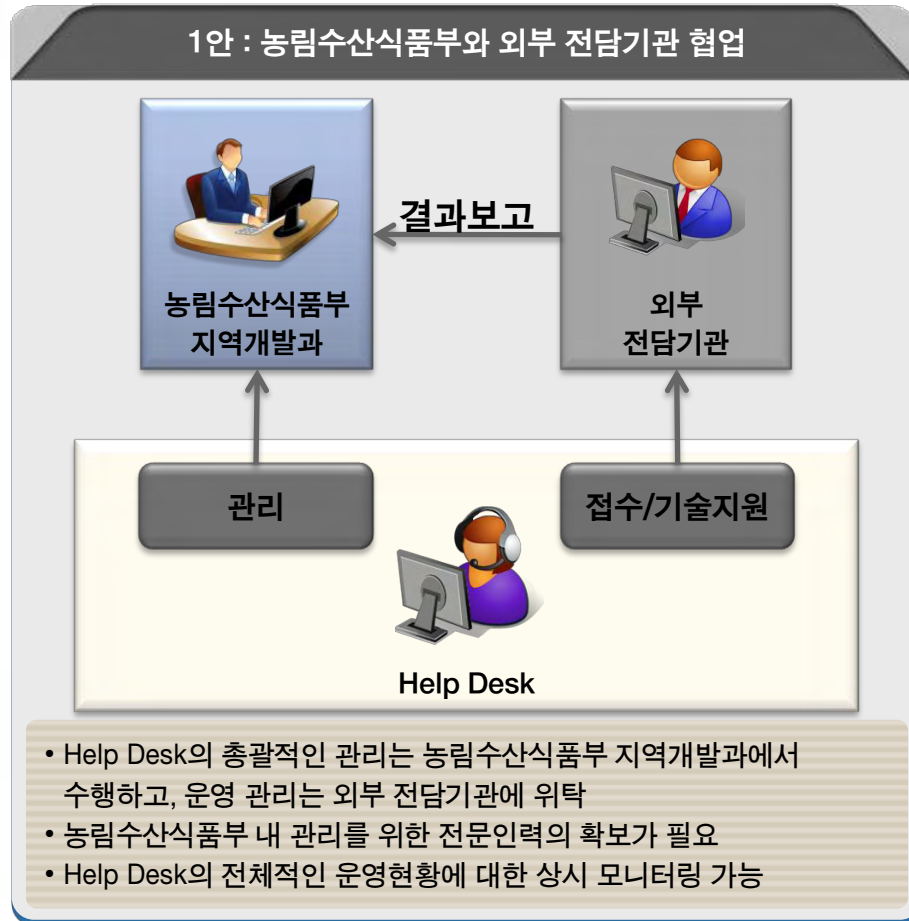 1안 : 농림수산식품부와 외부 전담기관 협업
결과보고
농림수산식품부
지역개발과
외부
전담기관
관리
접수/기술지원
Help Desk
• Help Desk의 총괄적인 관리는 농림수산식품부 지역개발과에서
수행하고, 운영 관리는 외부 전담기관에 위탁
• 농림수산식품부 내 관리를 위한 전문인력의 확보가 필요
• Help Desk의 전체적인 운영현황에 대한 상시 모니터링 가능